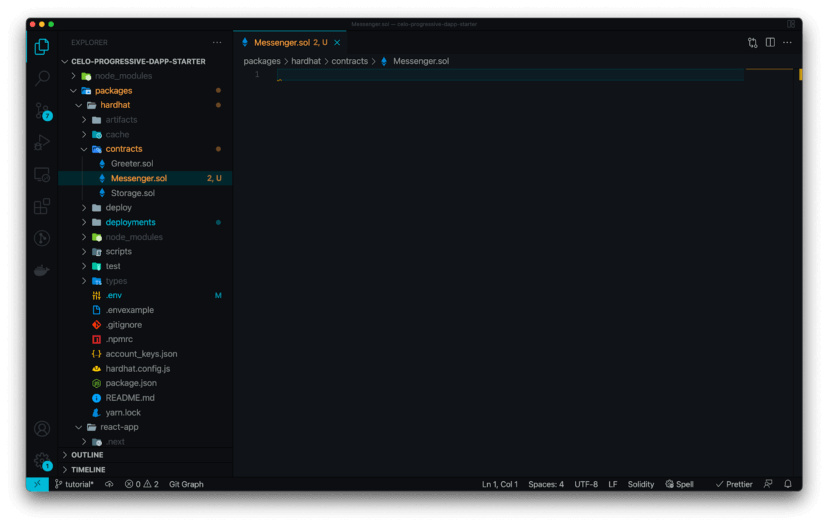 Messenger.sol — celo-progressive-dapp-starter
EXPLORER
Messenger.sol 2, U
CELO-PROGRESSIVE-DAPP-STARTER
packages > hardhat > contracts > Messenger.sol
node_modules
1
packages
hardhat
artifacts
cache
contracts
Greeter.sol
Messenger.sol 2, U
Storage.sol
deploy
deployments
node_modules
scripts
test
types
.env M
.envexample
.gitignore
.npmrc
account_keys.json
hardhat.config.js
package.json
README.md
yarn.lock
react-app
.next
OUTLINE
TIMELINE
7
1
tutorial* 0 2 Git Graph Ln 1, Col 1 Spaces: 4 UTF-8 LF Solidity Spell Prettier